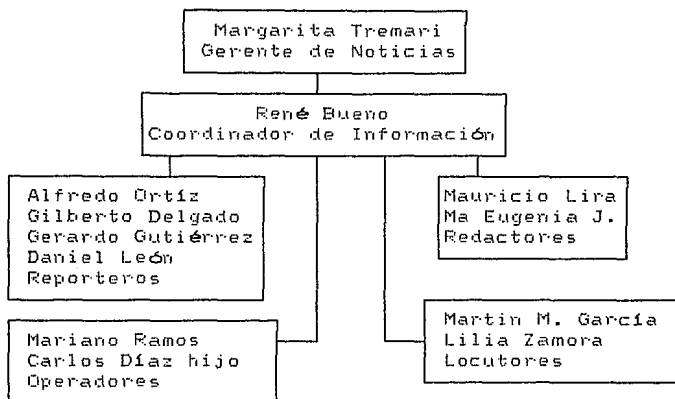 Margarita Tremari
Gerente de Noticias
René Bueno
Coordinador de Información
Alfredo Ortíz
Gilberto Delgado
Gerardo Gutiérrez
Daniel León
Reporteros
Mauricio Lira
Ma Eugenia J.
Redactores
Mariano Ramos
Carlos Díaz hijo
Operadores
Martin M. García
Lilia Zamora
Locutores